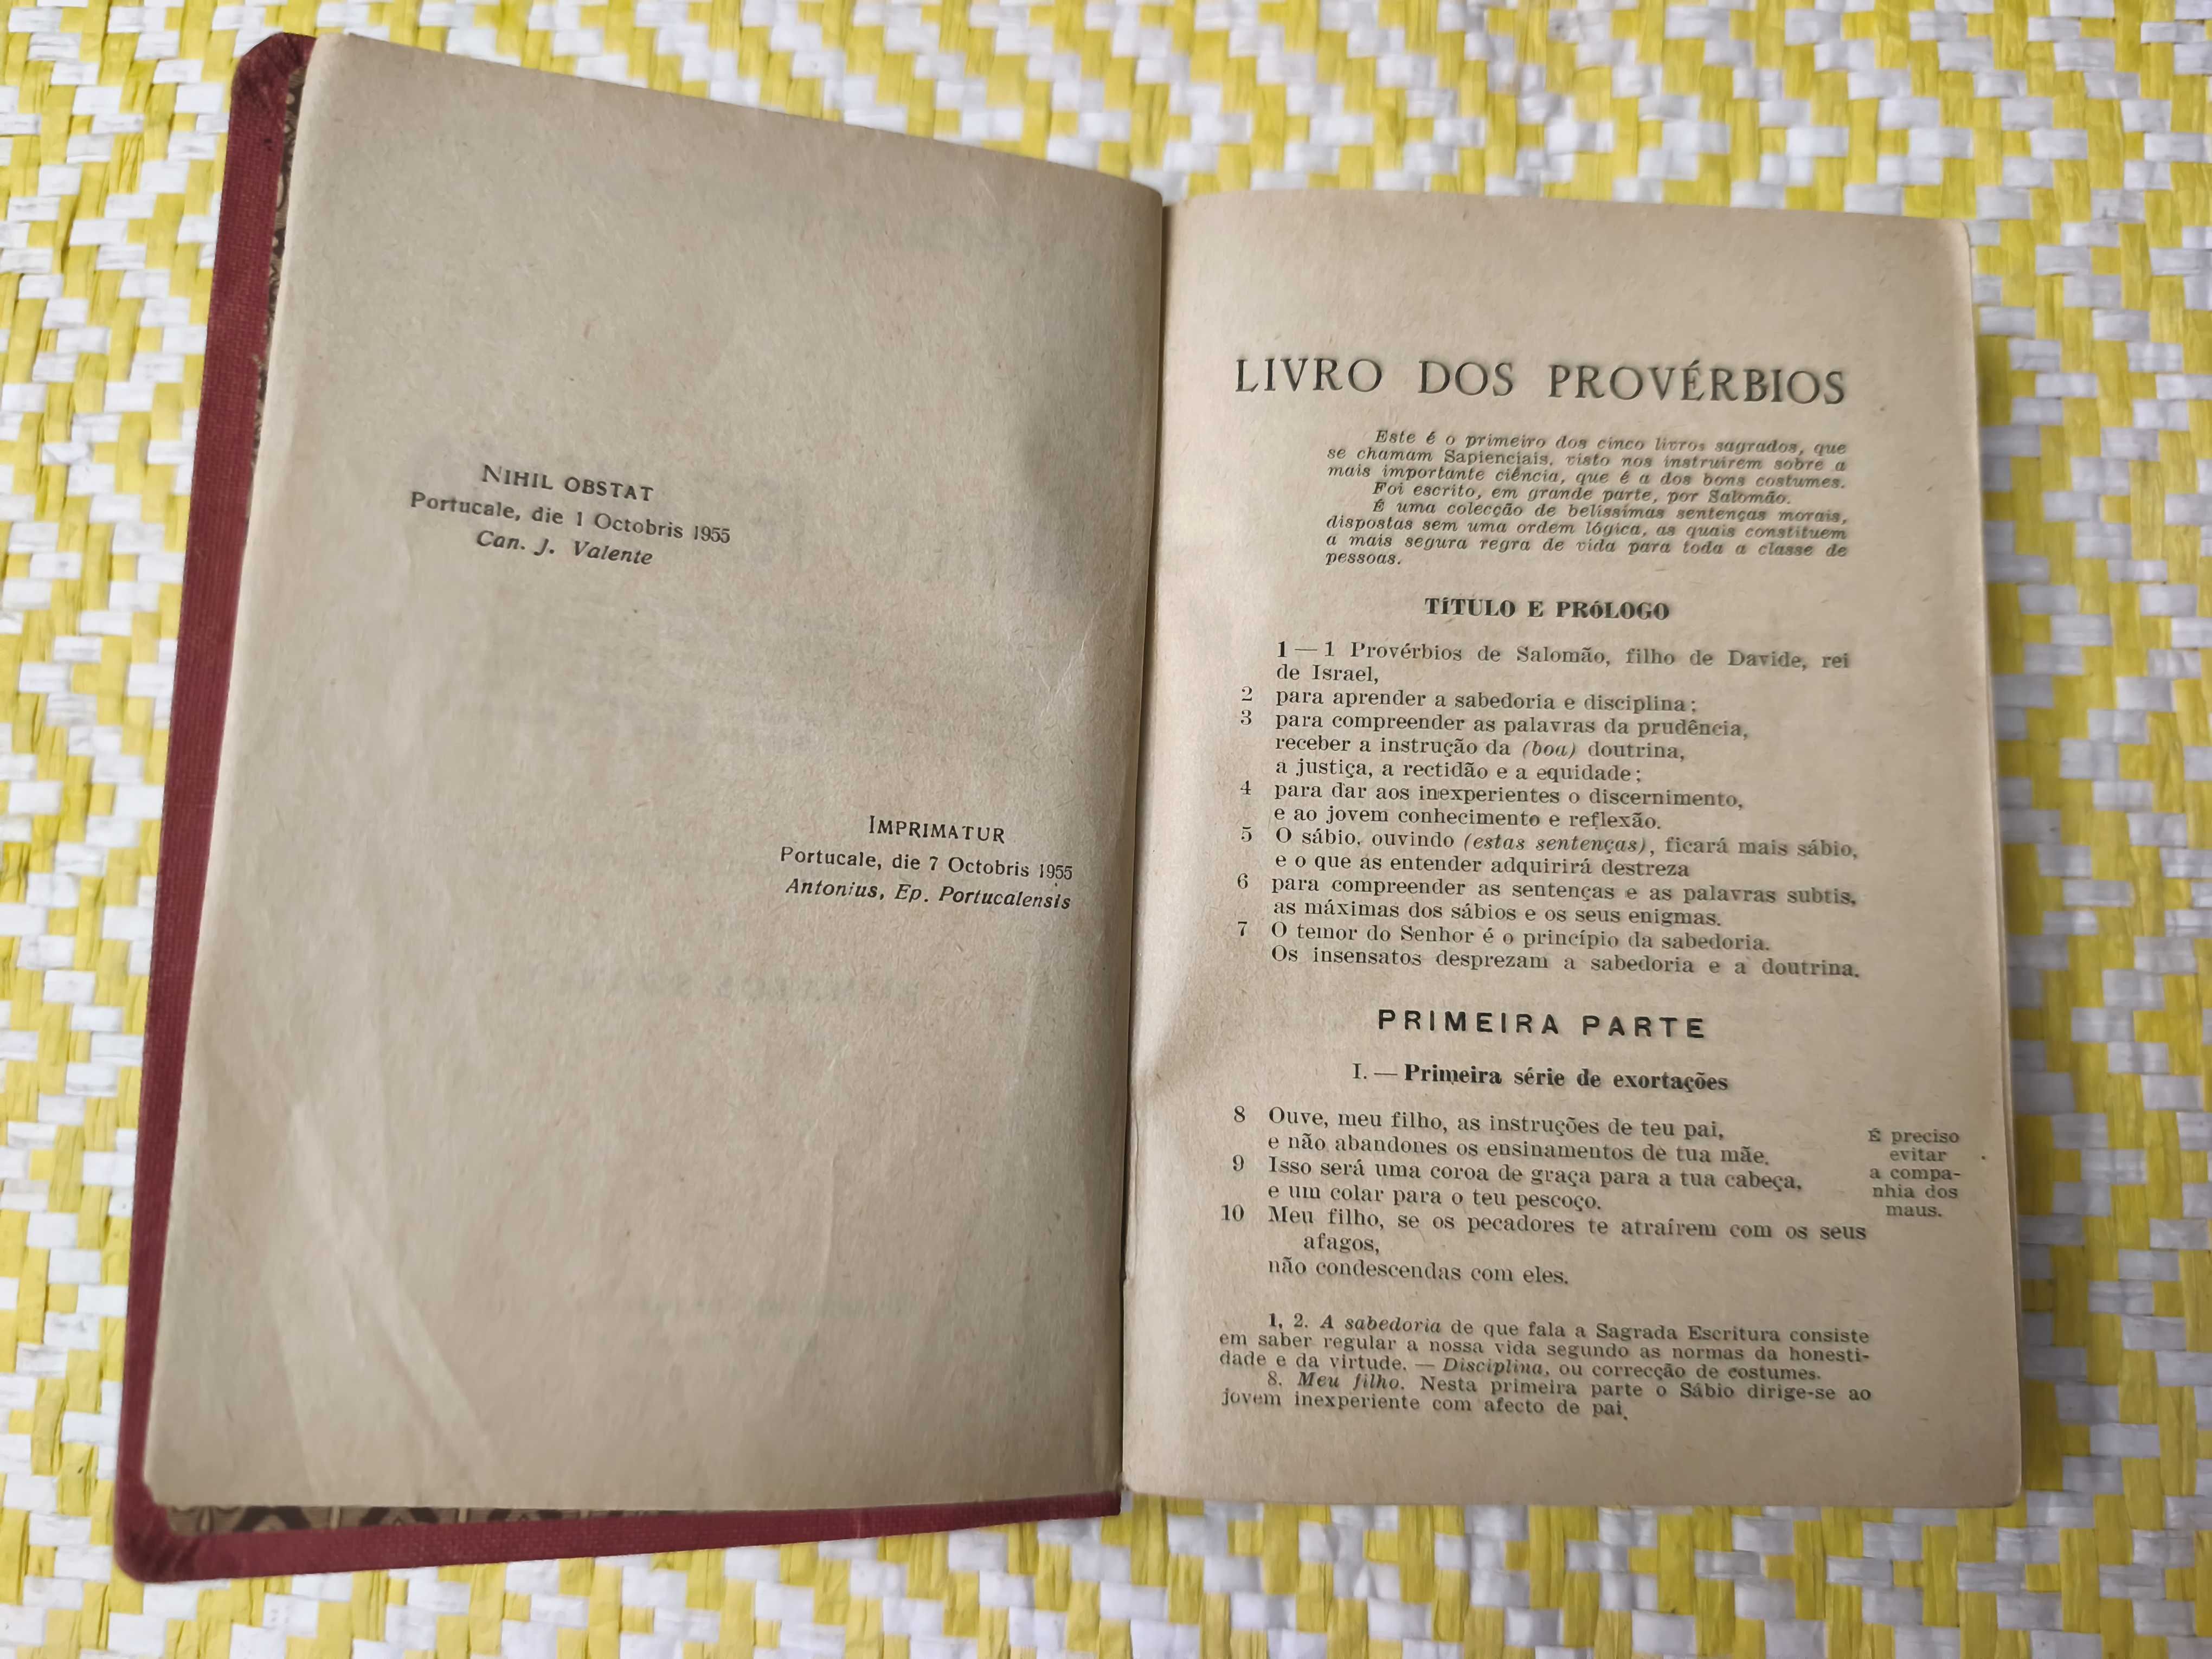 NIHIL OBSTAT
Portucale, die 1 Octobris 1955
Can. J. Valente
IMPRIMATUR
Portucale, die 7 Octobris 1955
Antonius, Ep. Portucalensis
LIVRO DOS PROVÉRBIOS
Este é o primeiro dos cinco livros sagrados, que
se chamam Sapienciais, visto nos instruirem sobre a
mais importante ciência, que é a dos bons costumes.
Foi escrito, em grande parte, por Salomão.
É uma colecção de belíssimas sentenças morais,
dispostas sem uma ordem lógica, as quais constituem
a mais segura regra de vida para toda a classe de
pessoas.
TÍTULO E PRÓLOGO
1 — 1 Provérbios de Salomão, filho de Davide, rei
de Israel,
2 para aprender a sabedoria e disciplina;
3 para compreender as palavras da prudência,
receber a instrução da (boa) doutrina,
a justiça, a rectidão e a equidade;
4 para dar aos inexperientes o discernimento,
e ao jovem conhecimento e reflexão.
5 O sábio, ouvindo (estas sentenças), ficará mais sábio,
e o que as entender adquirirá destreza
6 para compreender as sentenças e as palavras subtis,
as máximas dos sábios e os seus enigmas.
7 O temor do Senhor é o princípio da sabedoria.
Os insensatos desprezam a sabedoria e a doutrina.
PRIMEIRA PARTE
I. — Primeira série de exortações
8 Ouve, meu filho, as instruções de teu pai,
e não abandones os ensinamentos de tua mãe.
9 Isso será uma coroa de graça para a tua cabeça,
e um colar para o teu pescoço.
10 Meu filho, se os pecadores te atraírem com os seus
afagos,
não condescendas com eles.
É preciso
evitar
a compa-
nhia dos
maus.
1, 2. A sabedoria de que fala a Sagrada Escritura consiste
em saber regular a nossa vida segundo as normas da honesti-
dade e da virtude. — Disciplina, ou correcção de costumes.
8. Meu filho. Nesta primeira parte o Sábio dirige-se ao
jovem inexperiente com afecto de pai.